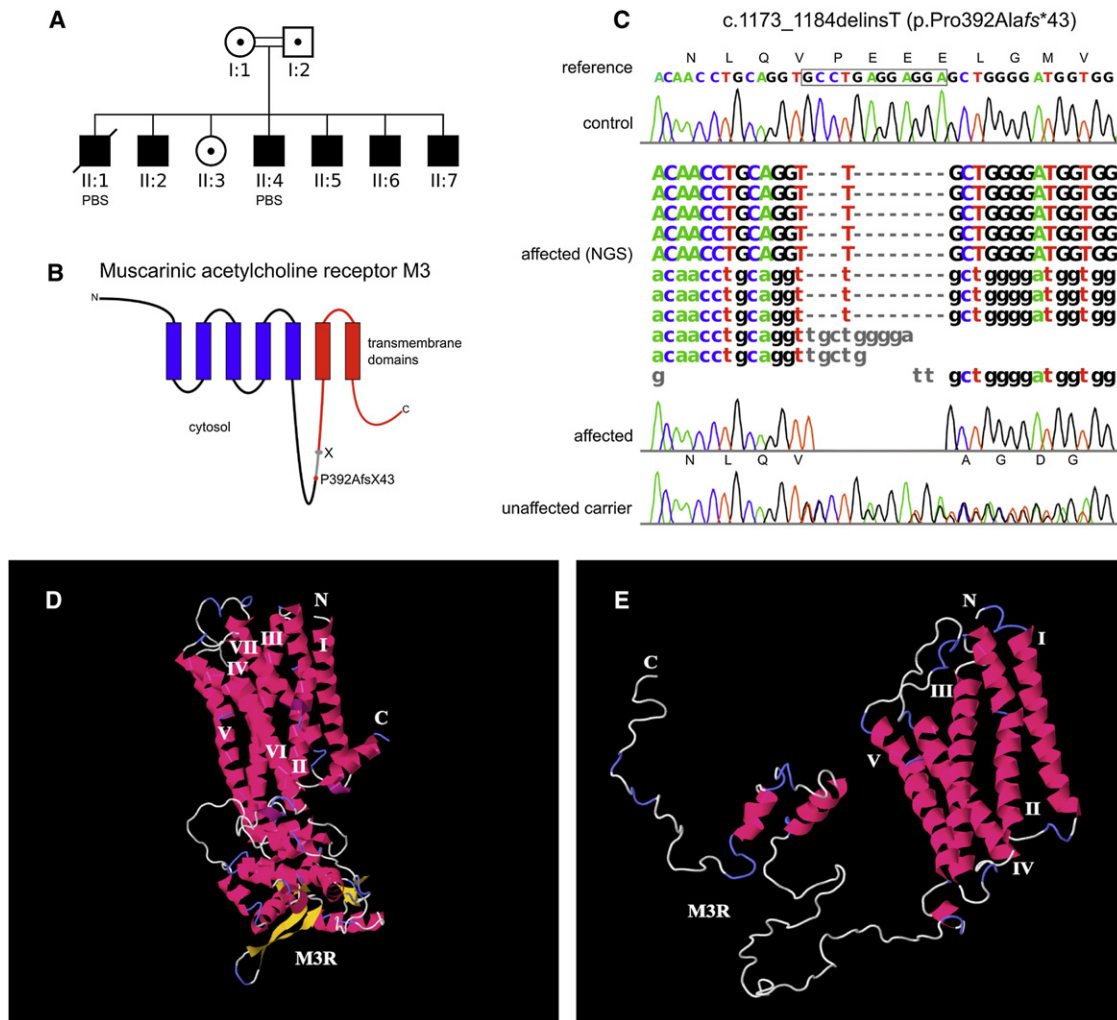 A
I:1
I:2
II:1
II:2
II:3
II:4
II:5
II:6
II:7
PBS
PBS
B
Muscarinic acetylcholine receptor M3
N
transmembrane
domains
cytosol
C
X
P392AfsX43
C
c.1173_1184delinsT (p.Pro392Alafs*43)
N L Q V P E E E L G M V
reference
ACAACCTGCAGGTGCCTGAGGAGGAGCTGGGGATGGTGG
control
ACAACCTGCAGGT---T--------GCTGGGGATGGTGG
ACAACCTGCAGGT---T--------GCTGGGGATGGTGG
ACAACCTGCAGGT---T--------GCTGGGGATGGTGG
ACAACCTGCAGGT---T--------GCTGGGGATGGTGG
affected (NGS)
ACAACCTGCAGGT---T--------GCTGGGGATGGTGG
acaacctgcaggt---t--------gctggggatggtgg
acaacctgcaggt---t--------gctggggatggtgg
acaacctgcaggt---t--------gctggggatggtgg
acaacctgcaggttgctgggga
acaacctgcaggttgctg
g tt gctggggatggtgg
affected
N L Q V A G D G
unaffected carrier
D
N
III
VII
I
IV
V
C
VI
II
M3R
E
N
I
C
III
V
II
IV
M3R